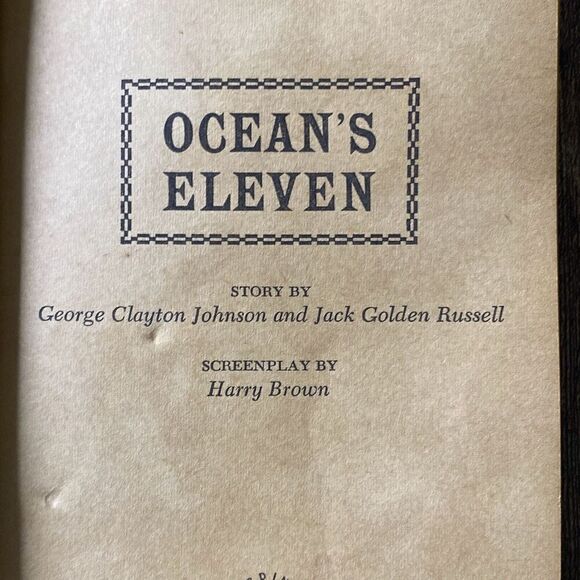 OCEAN'S
ELEVEN
STORY BY
George Clayton Johnson and Jack Golden Russell
SCREENPLAY BY
Harry Brown